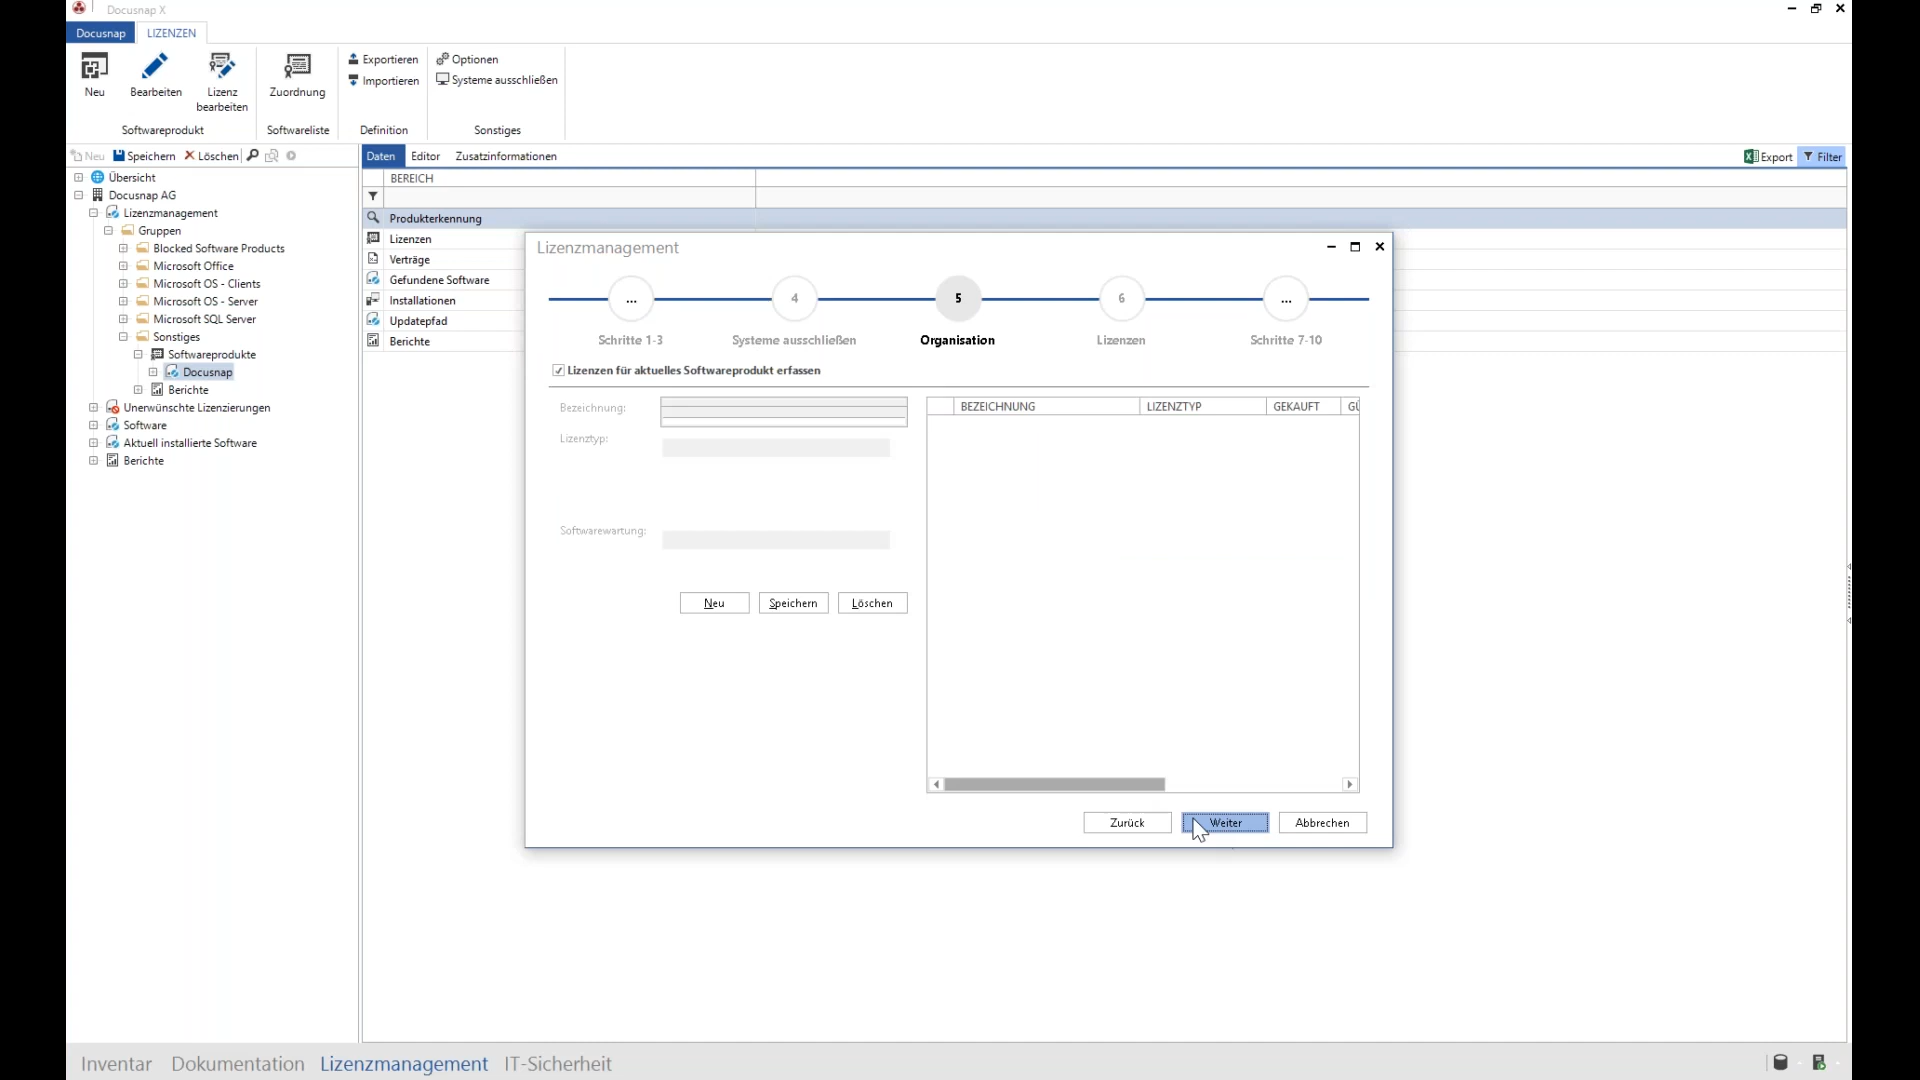 Docusnap X
Docusnap LIZENZEN
Neu
Bearbeiten
Lizenz
bearbeiten
Softwareprodukt
Zuordnung
Softwareliste
Exportieren
Importieren
Definition
Optionen
Systeme ausschließen
Sonstiges
Neu Speichern Löschen
Übersicht
Docusnap AG
Lizenzmanagement
Gruppen
Blocked Software Products
Microsoft Office
Microsoft OS - Clients
Microsoft OS - Server
Microsoft SQL Server
Sonstiges
Softwareprodukte
Docusnap
Berichte
Unerwünschte Lizenzierungen
Software
Aktuell installierte Software
Berichte
Daten Editor Zusatzinformationen
Export Filter
BEREICH
Produkterkennung
Lizenzen
Verträge
Gefundene Software
Installationen
Updatepfad
Berichte
Lizenzmanagement
... 4 5 6 ...
Schritte 1-3 Systeme ausschließen Organisation Lizenzen Schritte 7-10
Lizenzen für aktuelles Softwareprodukt erfassen
Bezeichnung:
Lizenztyp:
Softwarewartung:
Neu Speichern Löschen
BEZEICHNUNG LIZENZTYP GEKAUFT GÜ
Zurück Weiter Abbrechen
Inventar Dokumentation Lizenzmanagement IT-Sicherheit